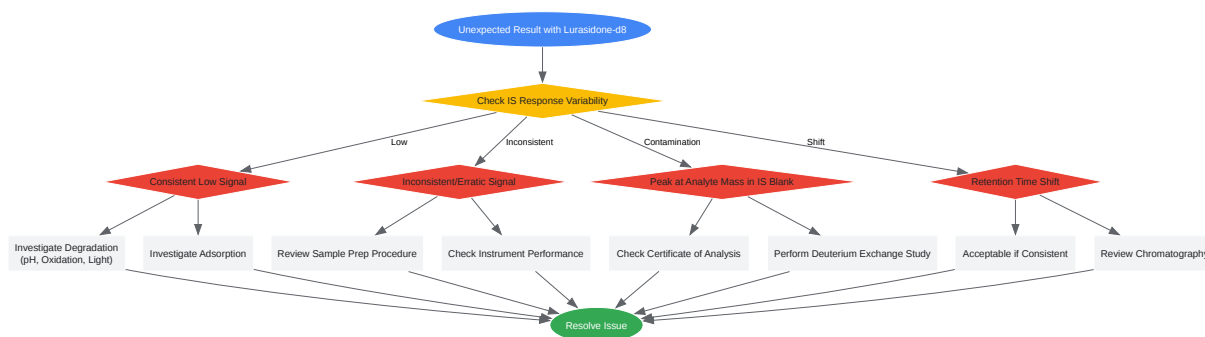 Unexpected Result with Lurasidone-d8
Check IS Response Variability
Low
Inconsistent
Contamination
Shift
Consistent Low Signal
Inconsistent/Erratic Signal
Peak at Analyte Mass in IS Blank
Retention Time Shift
Investigate Degradation
(pH, Oxidation, Light)
Investigate Adsorption
Review Sample Prep Procedure
Check Instrument Performance
Check Certificate of Analysis
Perform Deuterium Exchange Study
Acceptable if Consistent
Review Chromatography
Resolve Issue